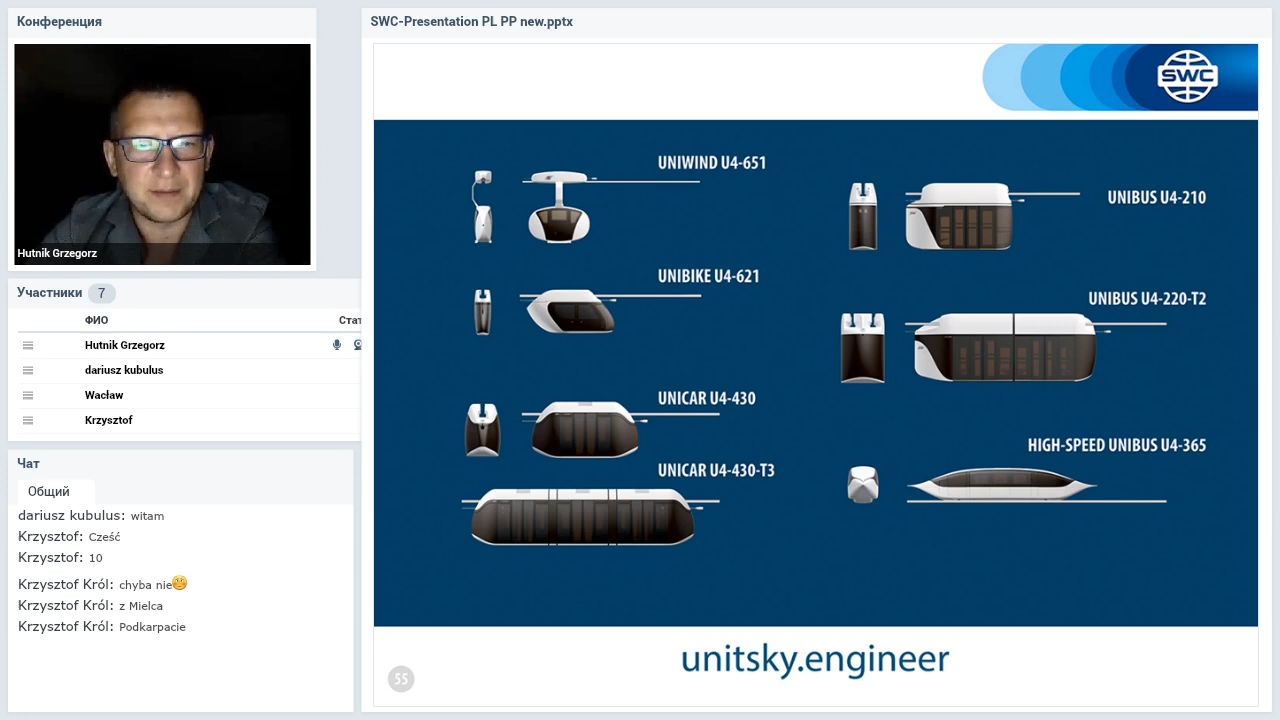 Конференция
Hutnik Grzegorz
Участники 7
ФИО Стат
Hutnik Grzegorz
dariusz kubulus
Wacław
Krzysztof
Чат
Общий
dariusz kubulus: witam
Krzysztof: Cześć
Krzysztof: 10
Krzysztof Król: chyba nie
Krzysztof Król: z Mielca
Krzysztof Król: Podkarpacie
SWC-Presentation PL PP new.pptx
SWC
UNIWIND U4-651
UNIBIKE U4-621
UNICAR U4-430
UNICAR U4-430-T3
UNIBUS U4-210
UNIBUS U4-220-T2
HIGH-SPEED UNIBUS U4-365
unitsky.engineer
55